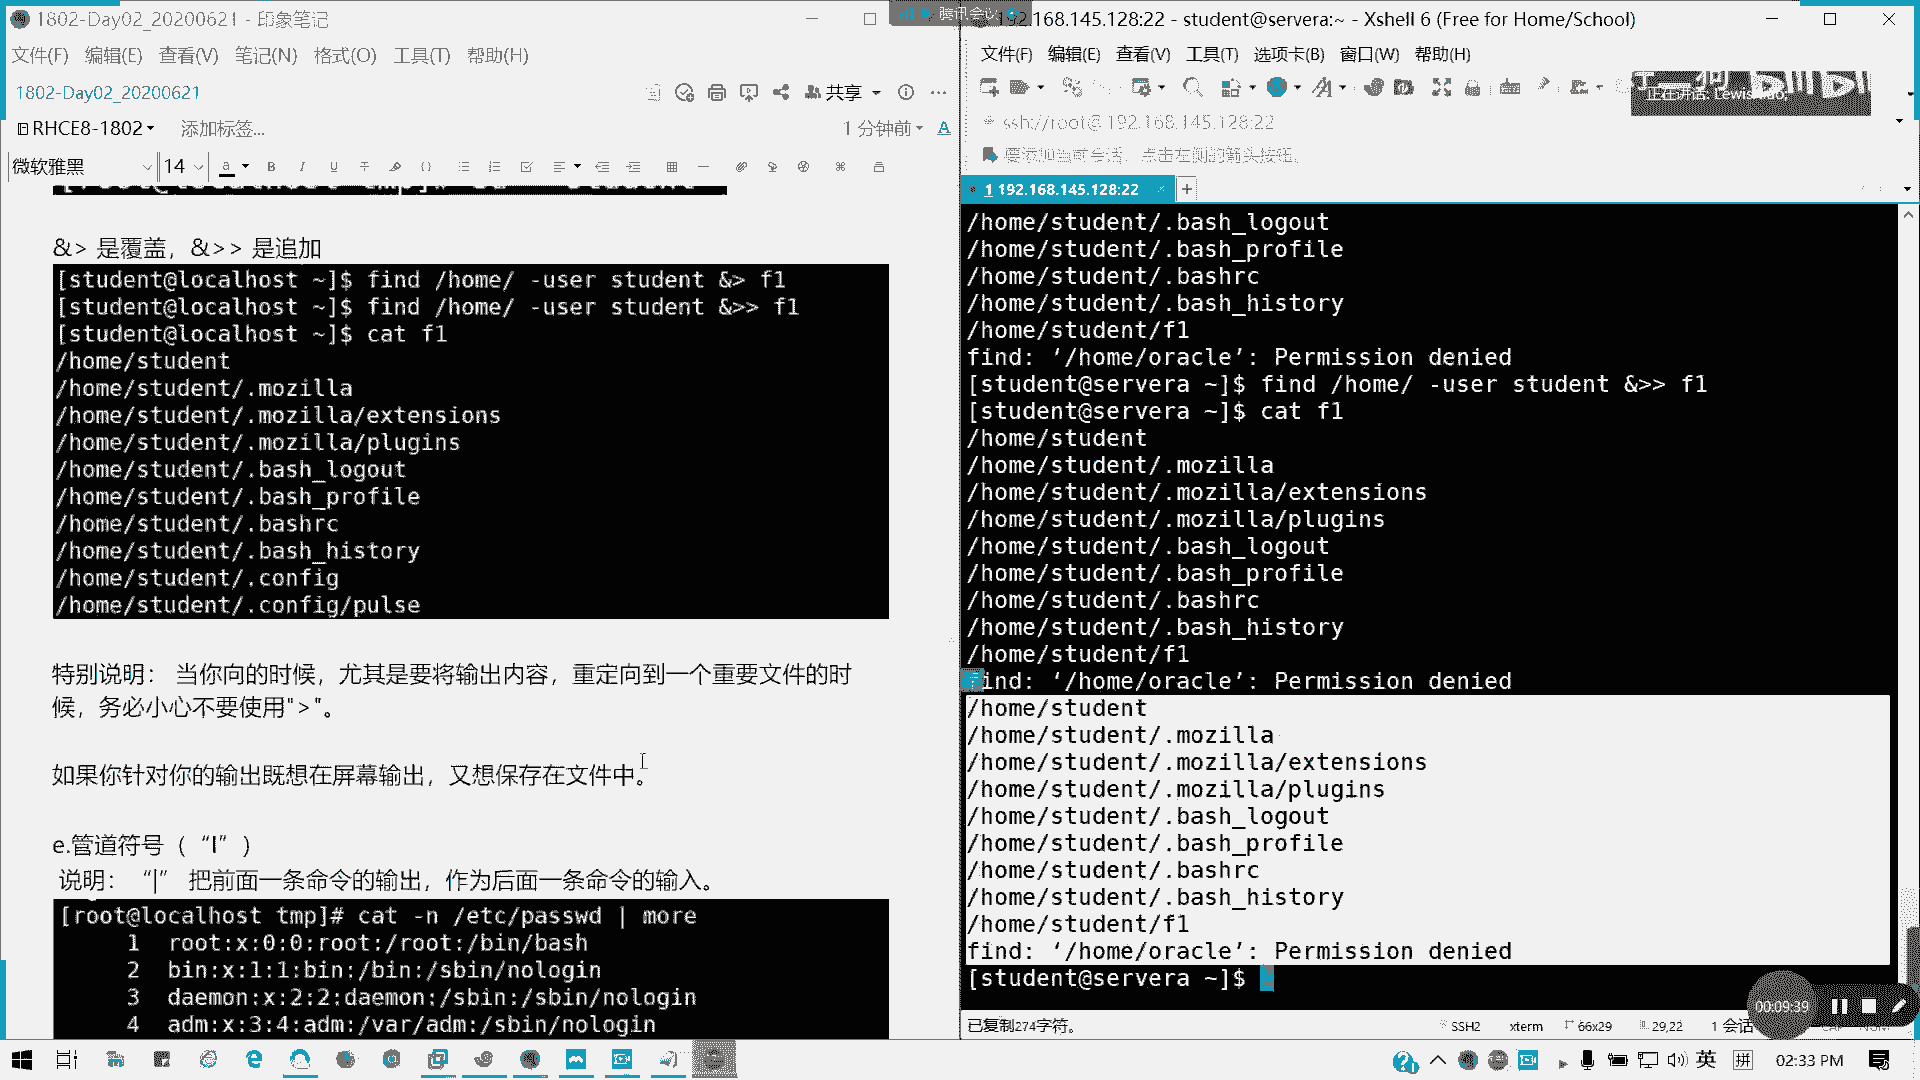 1802-Day02_20200621 - 印象笔记
文件(F) 编辑(E) 查看(V) 笔记(N) 格式(O) 工具(T) 帮助(H)
1802-Day02_20200621
共享
RHCE8-1802
添加标签...
1 分钟前
微软雅黑
14
&> 是覆盖，&>> 是追加
[student@localhost ~]$ find /home/ -user student &> f1
[student@localhost ~]$ find /home/ -user student &>> f1
[student@localhost ~]$ cat f1
/home/student
/home/student/.mozilla
/home/student/.mozilla/extensions
/home/student/.mozilla/plugins
/home/student/.bash_logout
/home/student/.bash_profile
/home/student/.bashrc
/home/student/.bash_history
/home/student/.config
/home/student/.config/pulse
特别说明： 当你向的时候，尤其是要将输出内容，重定向到一个重要文件的时
候，务必小心不要使用">"。
如果你针对你的输出既想在屏幕输出，又想保存在文件中。
e.管道符号（“|”）
说明：“|” 把前面一条命令的输出，作为后面一条命令的输入。
[root@localhost tmp]# cat -n /etc/passwd | more
1 root:x:0:0:root:/root:/bin/bash
2 bin:x:1:1:bin:/bin:/sbin/nologin
3 daemon:x:2:2:daemon:/sbin:/sbin/nologin
4 adm:x:3:4:adm:/var/adm:/sbin/nologin
腾讯会议
192.168.145.128:22 - student@servera:~ - Xshell 6 (Free for Home/School)
文件(F) 编辑(E) 查看(V) 工具(T) 选项卡(B) 窗口(W) 帮助(H)
正在讲话:
ssh://root@192.168.145.128:22
要添加当前会话，点击左侧的箭头按钮。
1 192.168.145.128:22
/home/student/.bash_logout
/home/student/.bash_profile
/home/student/.bashrc
/home/student/.bash_history
/home/student/f1
find: ‘/home/oracle’: Permission denied
[student@servera ~]$ find /home/ -user student &>> f1
[student@servera ~]$ cat f1
/home/student
/home/student/.mozilla
/home/student/.mozilla/extensions
/home/student/.mozilla/plugins
/home/student/.bash_logout
/home/student/.bash_profile
/home/student/.bashrc
/home/student/.bash_history
/home/student/f1
find: ‘/home/oracle’: Permission denied
/home/student
/home/student/.mozilla
/home/student/.mozilla/extensions
/home/student/.mozilla/plugins
/home/student/.bash_logout
/home/student/.bash_profile
/home/student/.bashrc
/home/student/.bash_history
/home/student/f1
find: ‘/home/oracle’: Permission denied
[student@servera ~]$
00:09:39
已复制274字符。
SSH2 xterm 66x29 29,22 1 会话
英 拼 02:33 PM